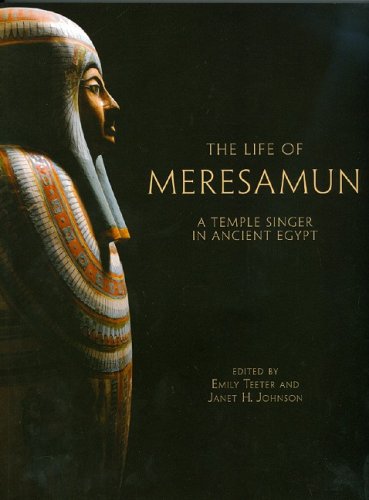 THE LIFE OF
MERESAMUN
A TEMPLE SINGER
IN ANCIENT EGYPT
EDITED BY
EMILY TEETER AND
JANET H. JOHNSON